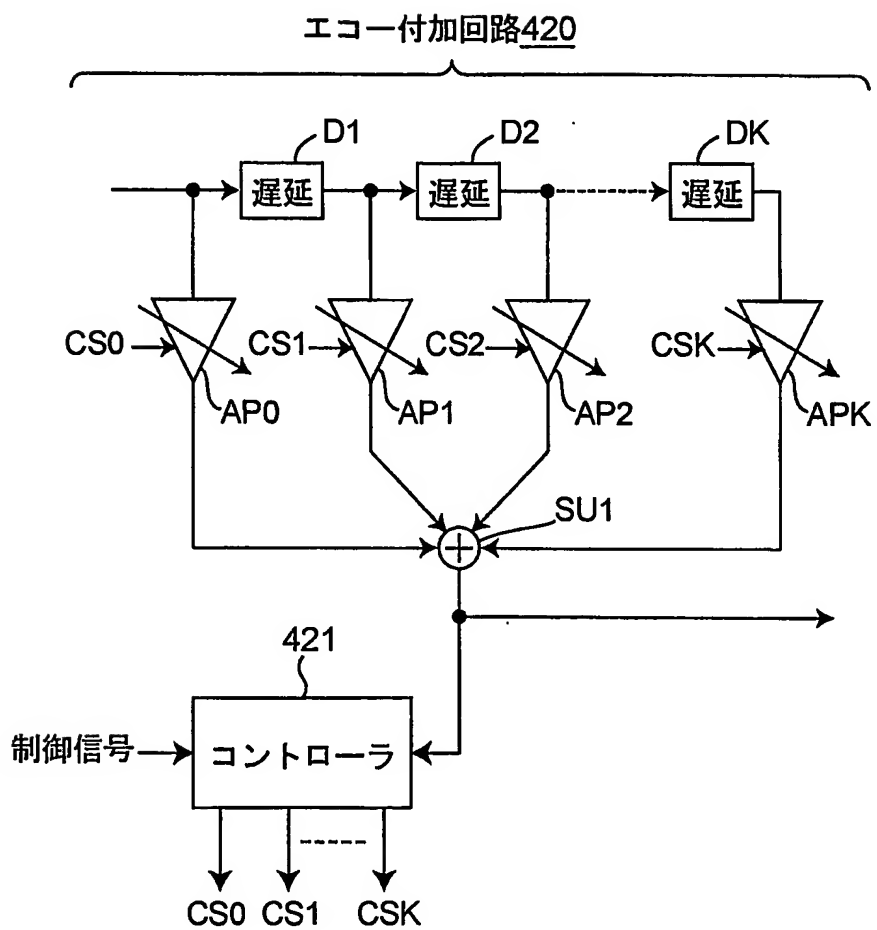 エコー付加回路420
D1 D2 DK
遅延 遅延 遅延
CS0 CS1 CS2 CSK
AP0 AP1 AP2 APK
SU1
+
421
制御信号 コントローラ
CS0 CS1 CSK